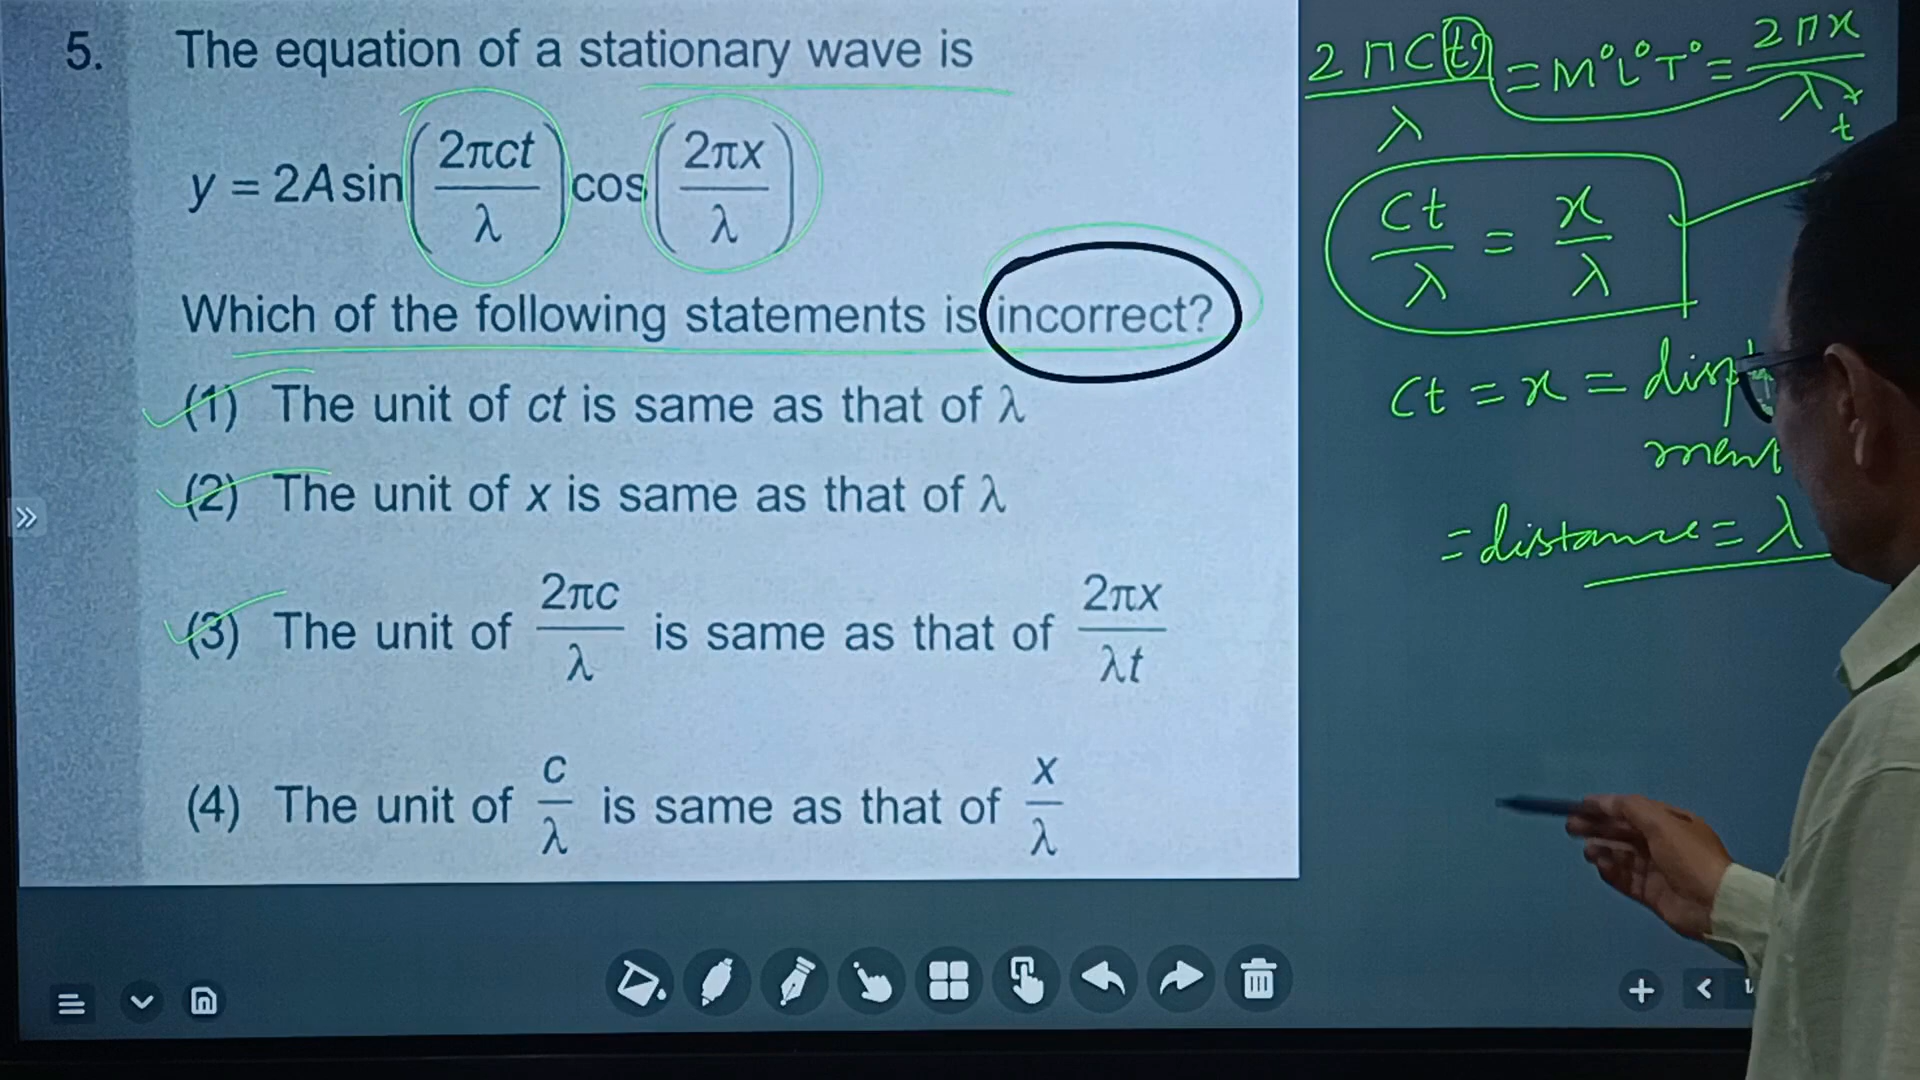 5. The equation of a stationary wave is
y = 2A sin(2πct/λ) cos(2πx/λ)
Which of the following statements is incorrect?
(1) The unit of ct is same as that of λ
(2) The unit of x is same as that of λ
(3) The unit of 2πc/λ is same as that of 2πx/λt
(4) The unit of c/λ is same as that of x/λ
2πct/λ = M⁰L⁰T⁰ = 2πx/λ
t
ct/λ = x/λ
ct = x = disp
ment
= distance = λ